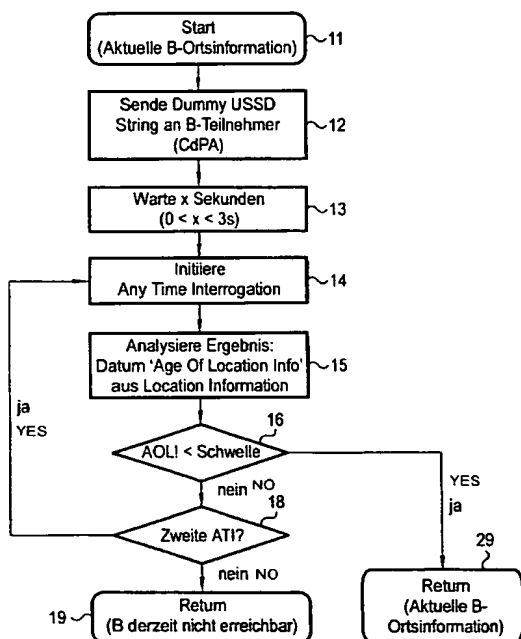 Start
(Aktuelle B-Ortsinformation)
11
Sende Dummy USSD
String an B-Teilnehmer
(CdPA)
12
Warte x Sekunden
(0 < x < 3s)
13
Initiiere
Any Time Interrogation
14
Analysiere Ergebnis:
Datum 'Age Of Location Info'
aus Location Information
15
ja
YES
16
AOL! < Schwelle
YES
ja
nein NO
18
Zweite ATI?
nein NO
29
19
Return
(B derzeit nicht erreichbar)
Return
(Aktuelle B-
Ortsinformation)